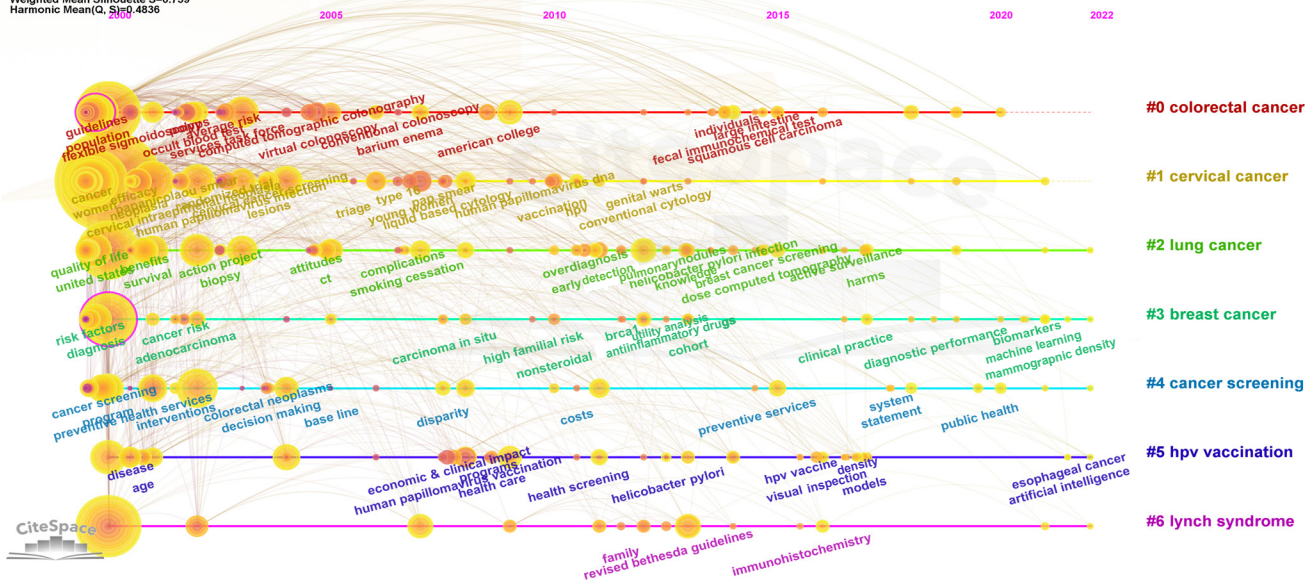 Weighted Mean Silhouette S=0.759
Harmonic Mean(Q, S)=0.4836
2000 2005 2010 2015 2020 2022
#0 colorectal cancer
guidelines
population
flexible sigmoidoscopy
polyps
occult blood test
average risk
services task force
computed tomographic colonography
virtual colonoscopy
conventional colonoscopy
barium enema
american college
individuals
large intestine
fecal immunochemical test
squamous cell carcinoma
#1 cervical cancer
cancer
women
efficacy
papanicolaou smear
neoplasia
cervical intraepithelial neoplasia
randomized trial
cervical cancer screening
human papillomavirus infection
lesions
triage
type 16
young women
pap smear
liquid based cytology
human papillomavirus dna
vaccination
hpv
genital warts
conventional cytology
#2 lung cancer
quality of life
united states
benefits
survival
action project
biopsy
attitudes
ct
complications
smoking cessation
overdiagnosis
early detection
pulmonary nodules
helicobacter pylori infection
knowledge
breast cancer screening
dose computed tomography
active surveillance
harms
#3 breast cancer
risk factors
diagnosis
cancer risk
adenocarcinoma
carcinoma in situ
high familial risk
nonsteroidal antiinflammatory drugs
brca1
utility analysis
cohort
clinical practice
diagnostic performance
biomarkers
machine learning
mammographic density
#4 cancer screening
cancer screening
program
preventive health services
interventions
colorectal neoplasms
decision making
base line
disparity
costs
preventive services
system
statement
public health
#5 hpv vaccination
disease
age
economic & clinical impact
programs
human papillomavirus vaccination
health care
health screening
helicobacter pylori
hpv vaccine
density
visual inspection
models
esophageal cancer
artificial intelligence
#6 lynch syndrome
family
revised bethesda guidelines
immunohistochemistry
CiteSpace